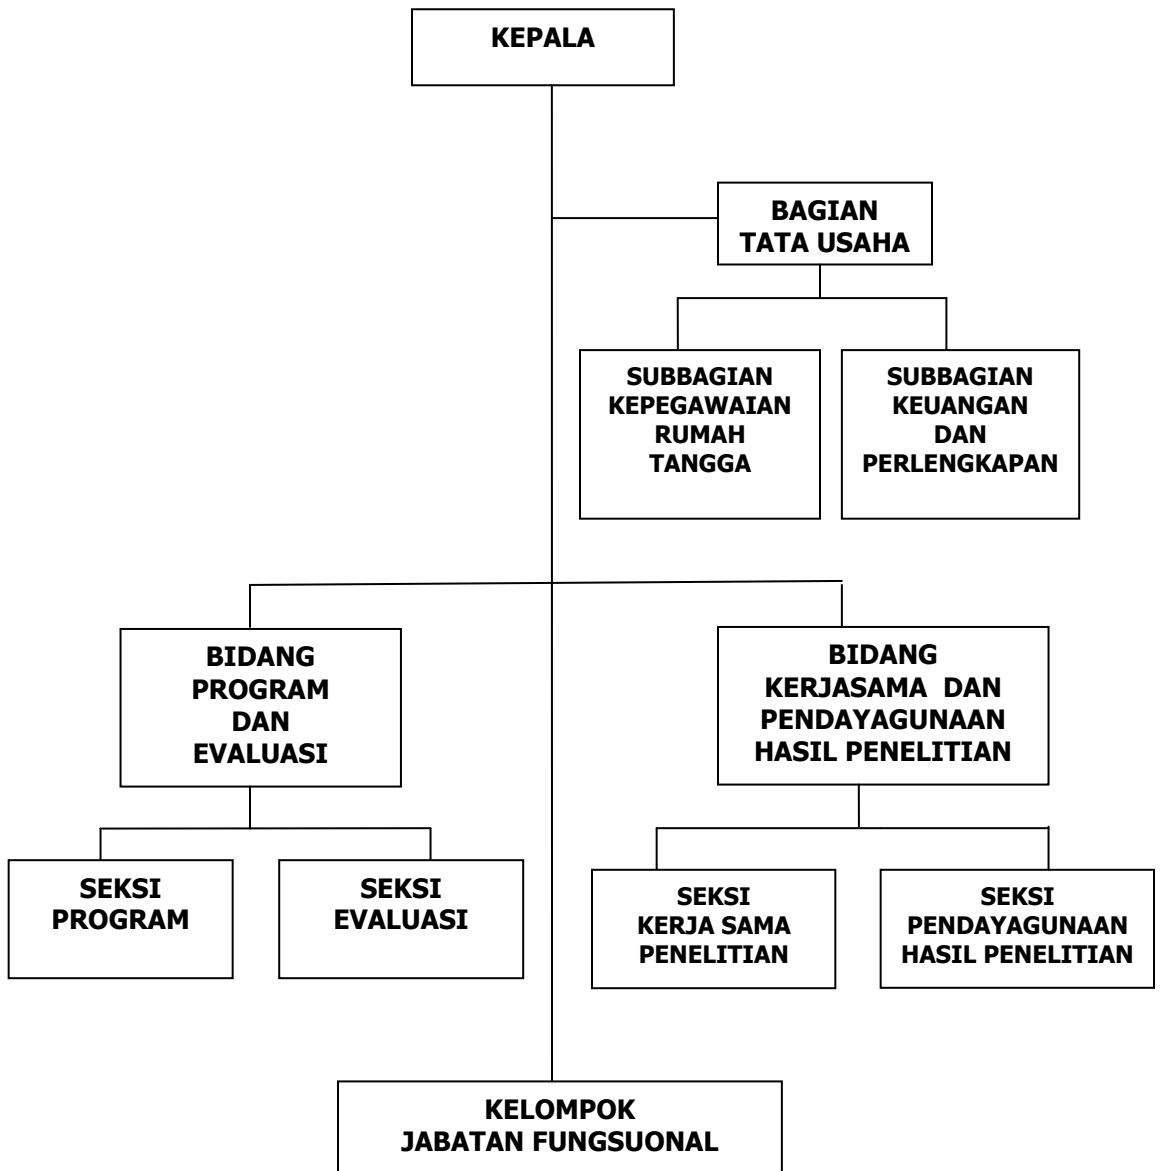 KEPALA
BAGIAN
TATA USAHA
SUBBAGIAN
KEPEGAWAIAN
RUMAH
TANGGA
SUBBAGIAN
KEUANGAN
DAN
PERLENGKAPAN
BIDANG
PROGRAM
DAN
EVALUASI
BIDANG
KERJASAMA DAN
PENDAYAGUNAAN
HASIL PENELITIAN
SEKSI
PROGRAM
SEKSI
EVALUASI
SEKSI
KERJA SAMA
PENELITIAN
SEKSI
PENDAYAGUNAAN
HASIL PENELITIAN
KELOMPOK
JABATAN FUNGSUONAL